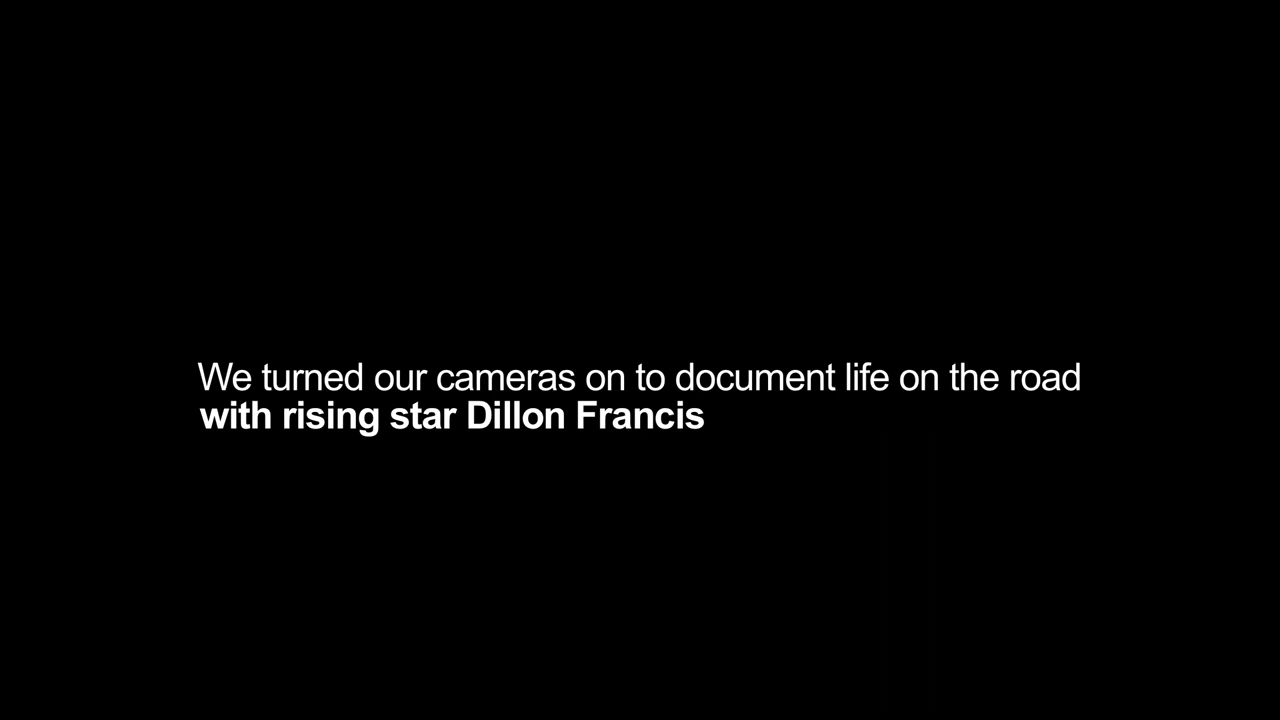 We turned our cameras on to document life on the road
with rising star Dillon Francis